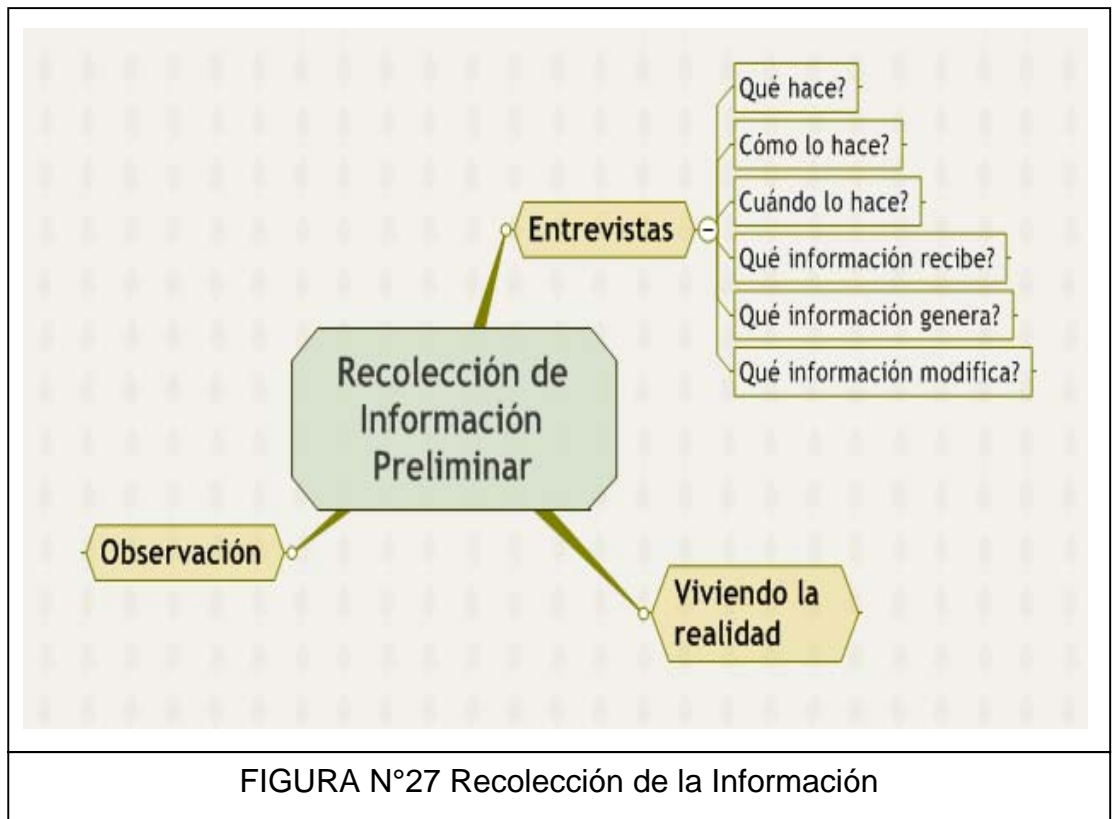 Recolección de
Información
Preliminar
Entrevistas
Qué hace?
Cómo lo hace?
Cuándo lo hace?
Qué información recibe?
Qué información genera?
Qué información modifica?
Observación
Viviendo la
realidad
FIGURA N°27 Recolección de la Información